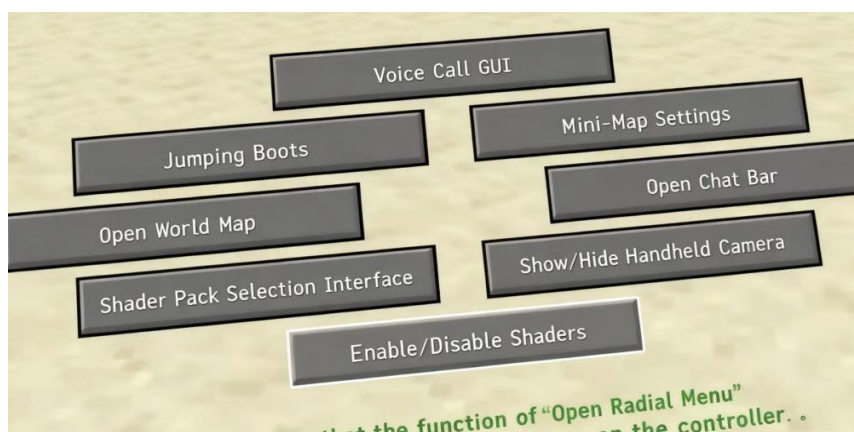 Voice Call GUI
Mini-Map Settings
Jumping Boots
Open Chat Bar
Open World Map
Show/Hide Handheld Camera
Shader Pack Selection Interface
Enable/Disable Shaders
the function of “Open Radial Menu”
the controller. 。